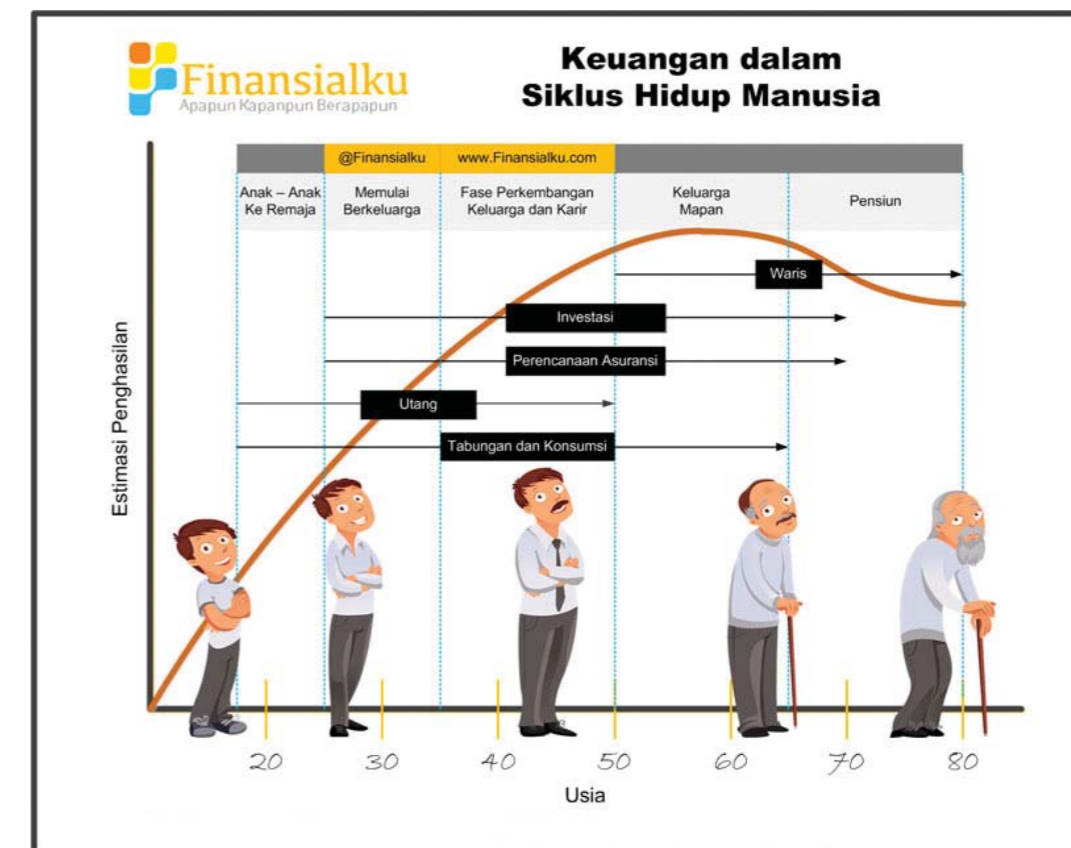 Finansialku
Apapun Kapanpun Berapapun
Keuangan dalam
Siklus Hidup Manusia
@Finansialku
www.Finansialku.com
Anak – Anak
Ke Remaja
Memulai
Berkeluarga
Fase Perkembangan
Keluarga dan Karir
Keluarga
Mapan
Pensiun
Waris
Investasi
Perencanaan Asuransi
Utang
Tabungan dan Konsumsi
Estimasi Penghasilan
20 30 40 50 60 70 80
Usia